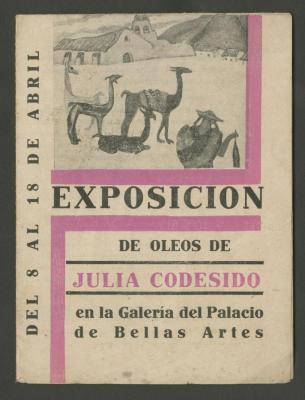 DEL 8 AL 18 DE ABRIL
EXPOSICION
DE OLEOS DE
JULIA CODESIDO
en la Galería del Palacio
de Bellas Artes